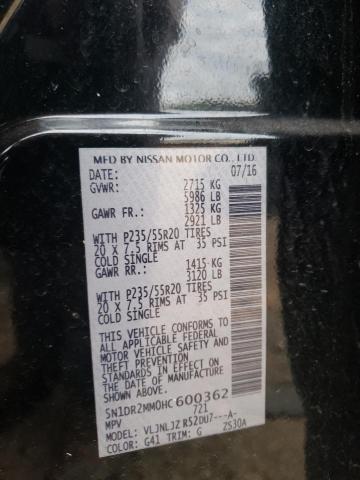 MFD BY NISSAN MOTOR CO., LTD.
DATE: 07/16
GVWR: 2715 KG
5986 LB
GAWR FR.: 1325 KG
2921 LB
WITH P235/55R20 TIRES
20 X 7.5 RIMS AT 35 PSI
COLD SINGLE
GAWR RR.: 1415 KG
3120 LB
WITH P235/55R20 TIRES
20 X 7.5 RIMS AT 35 PSI
COLD SINGLE
THIS VEHICLE CONFORMS TO
ALL APPLICABLE FEDERAL
MOTOR VEHICLE SAFETY AND
THEFT PREVENTION
STANDARDS IN EFFECT ON
THE DATE OF MANUFACTURE
SHOWN ABOVE.
5N1DR2MM0HC600362
MPV 721
MODEL: VLJNLJZ R52DU7---A-
COLOR: G41 TRIM: G ZS30A